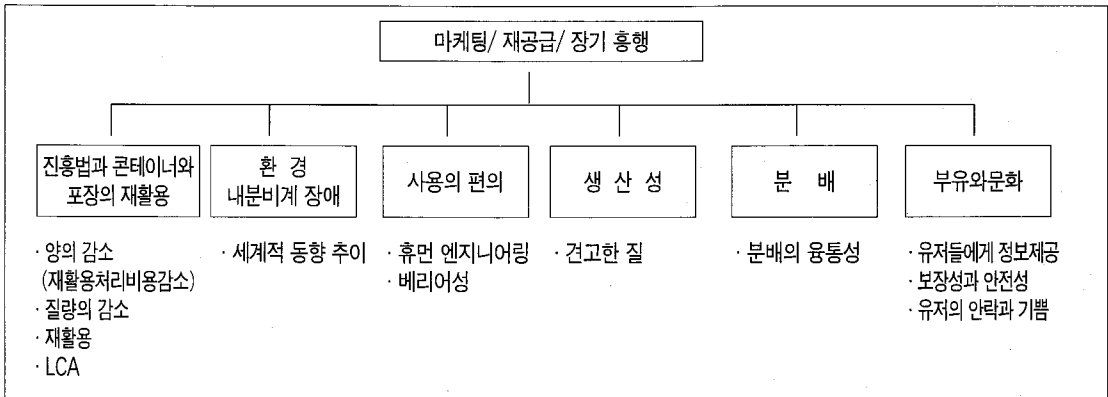 마케팅/ 재공급/ 장기 흥행
진흥법과 콘테이너와
포장의 재활용
환 경
내분비계 장애
사용의 편의
생 산 성
분 배
부유와문화
· 양의 감소
(재활용처리비용감소)
· 질량의 감소
· 재활용
· LCA
· 세계적 동향 추이
· 휴먼 엔지니어링
· 베리어성
· 견고한 질
· 분배의 융통성
· 유저들에게 정보제공
· 보장성과 안전성
· 유저의 안락과 기쁨